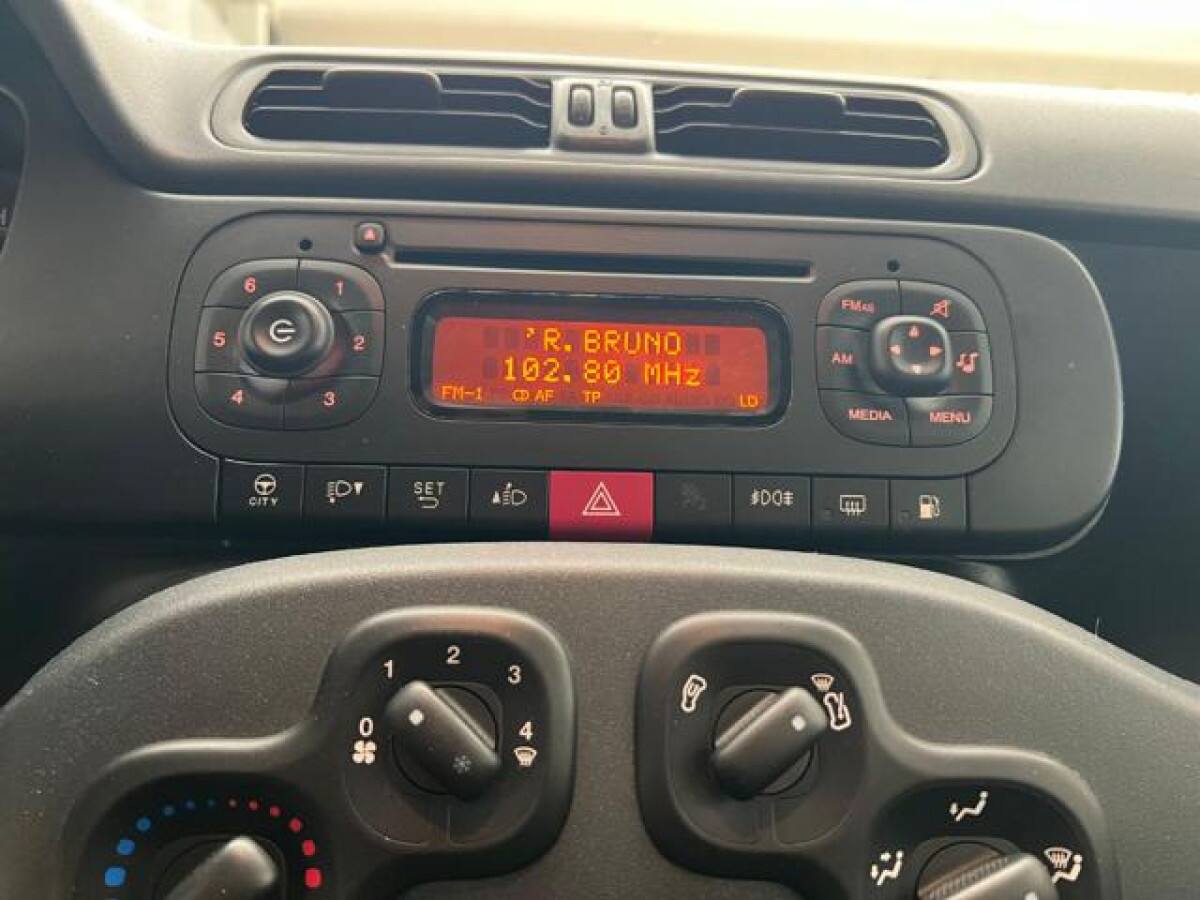 6 1
5 2
4 3
'R.BRUNO
102.80 MHz
FM-1 CD AF TP LD
FMAS
AM
MEDIA MENU
CITY
SET
0 1 2 3 4